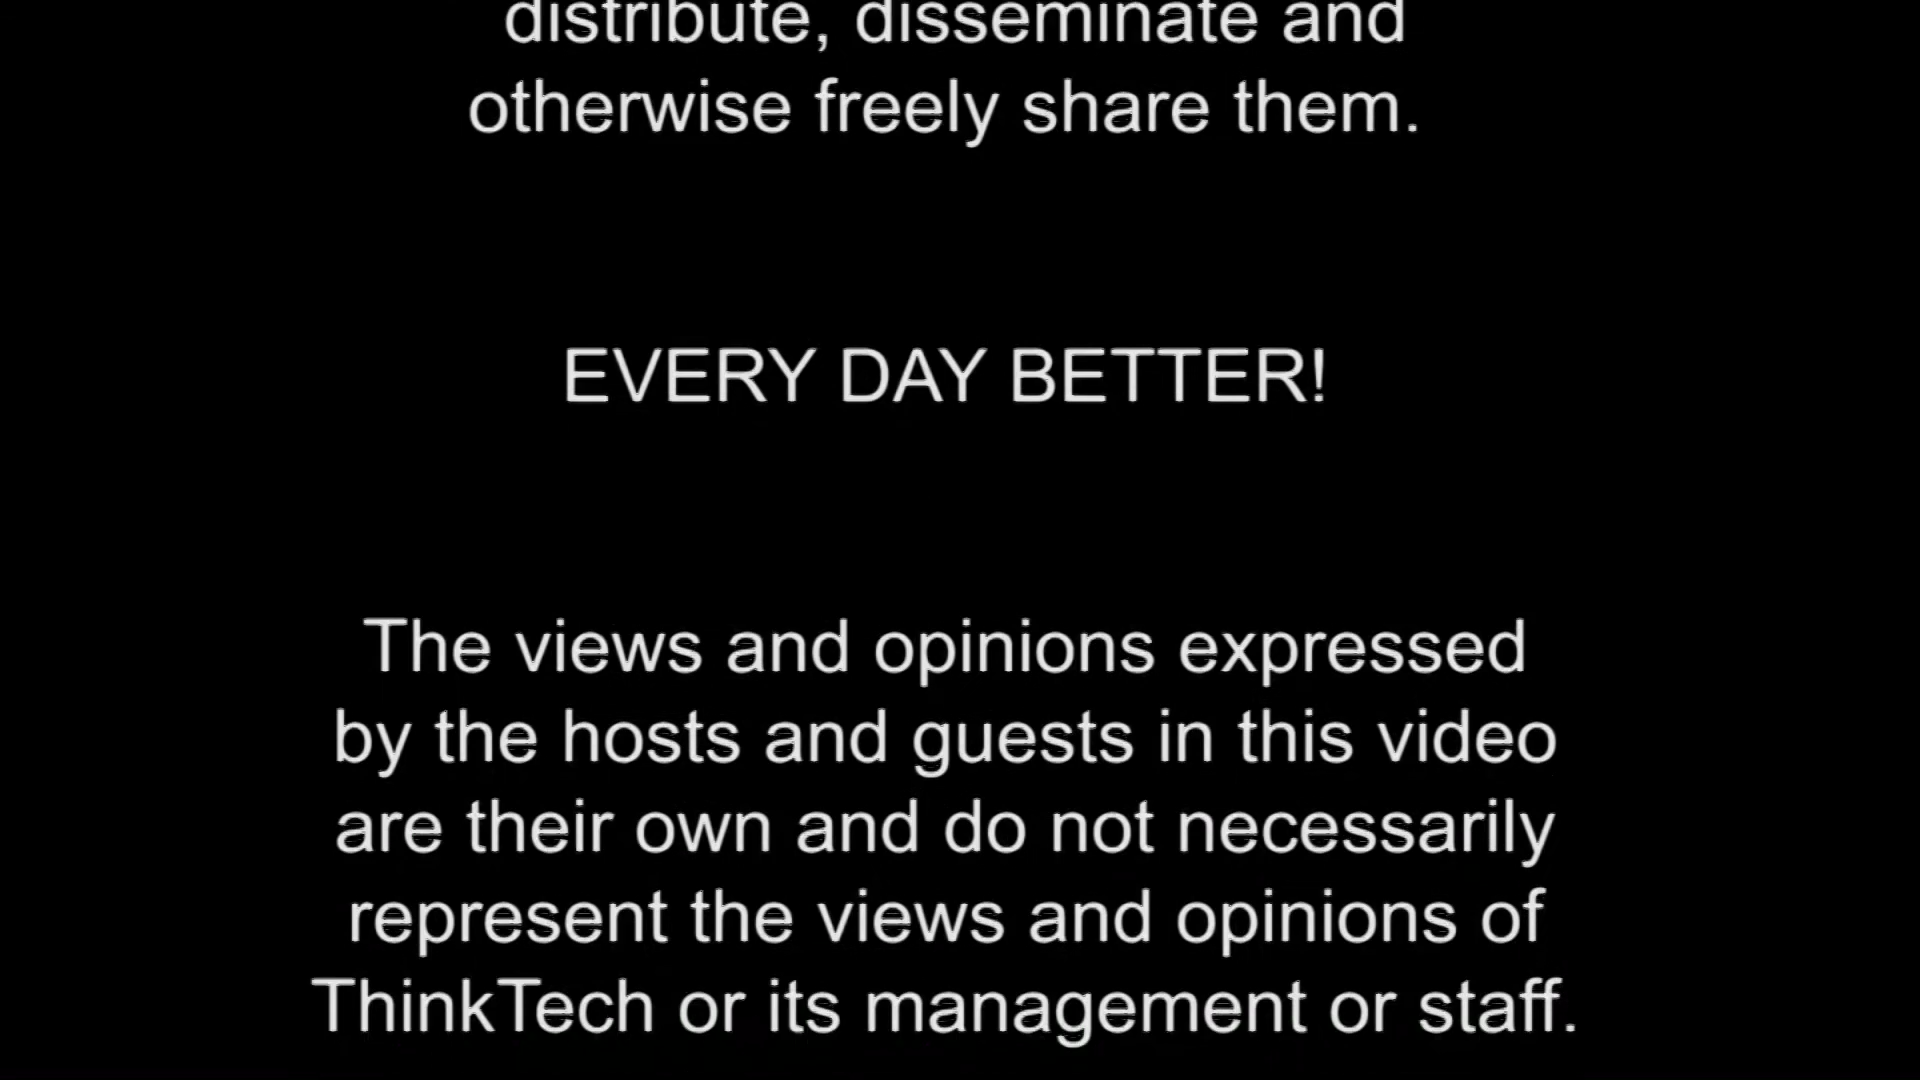 distribute, disseminate and
otherwise freely share them.
EVERY DAY BETTER!
The views and opinions expressed
by the hosts and guests in this video
are their own and do not necessarily
represent the views and opinions of
ThinkTech or its management or staff.